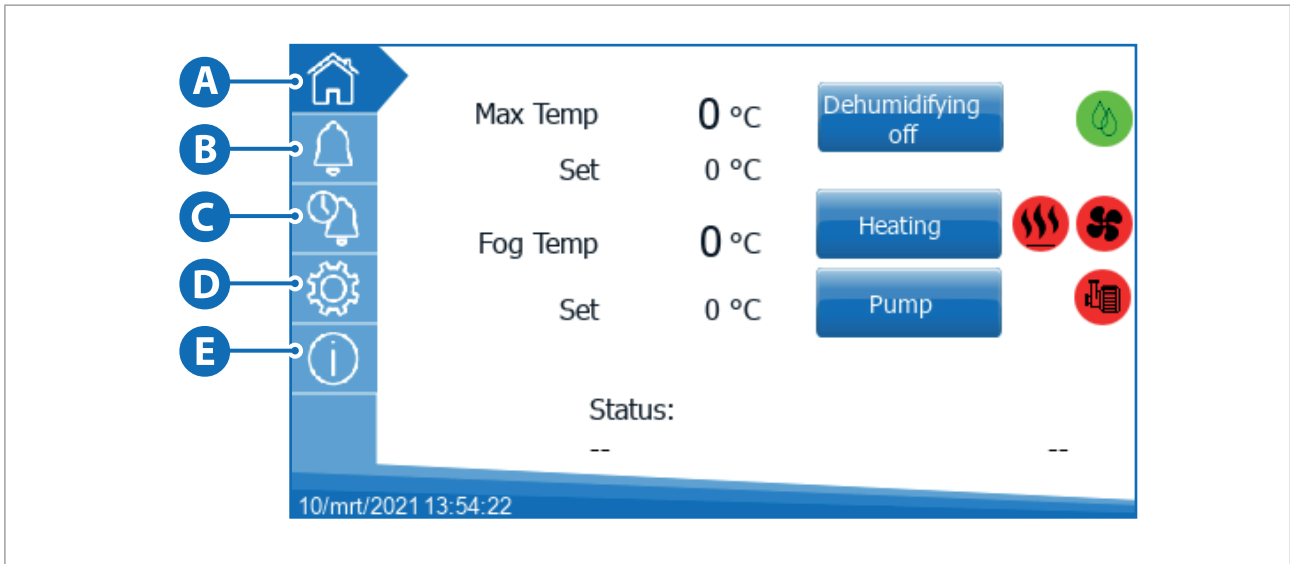 A
B
C
D
E
Max Temp 0 °C
Set 0 °C
Fog Temp 0 °C
Set 0 °C
Dehumidifying
off
Heating
Pump
Status:
-- --
10/mrt/2021 13:54:22